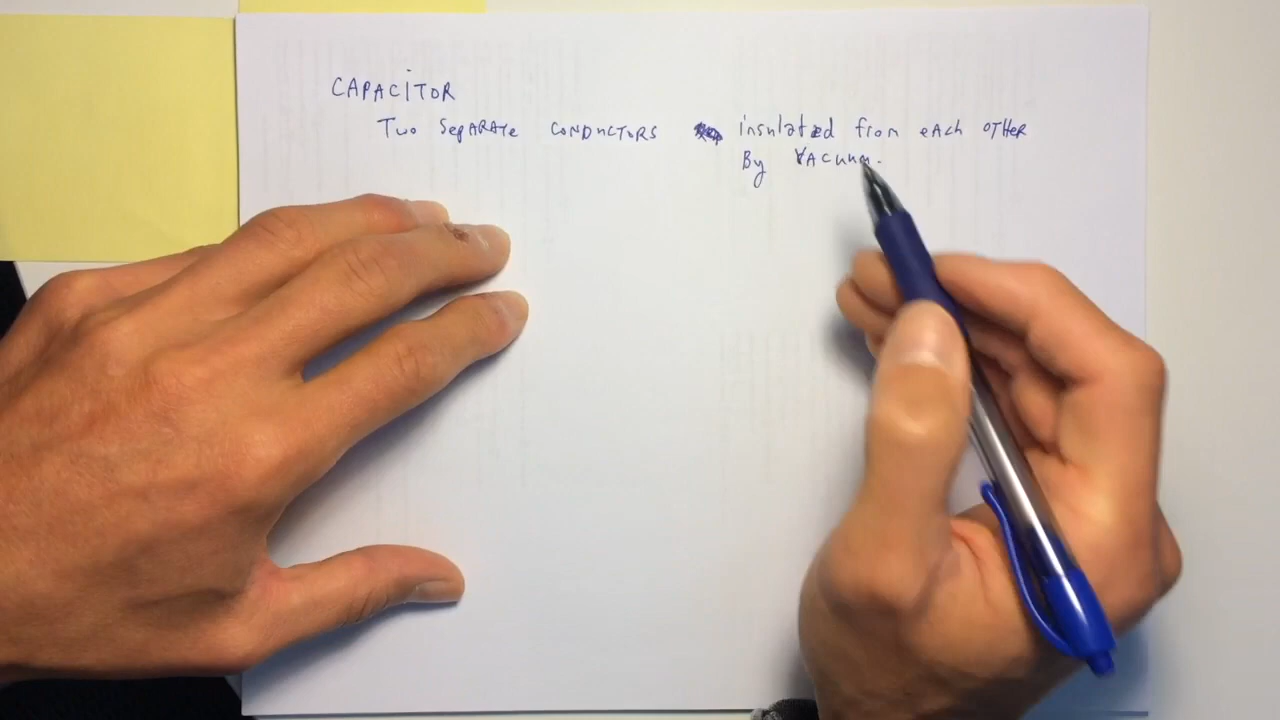 CAPACITOR
Two SepARATe CONDUCTORS insulated from eAch OTHeR
By VACuum.